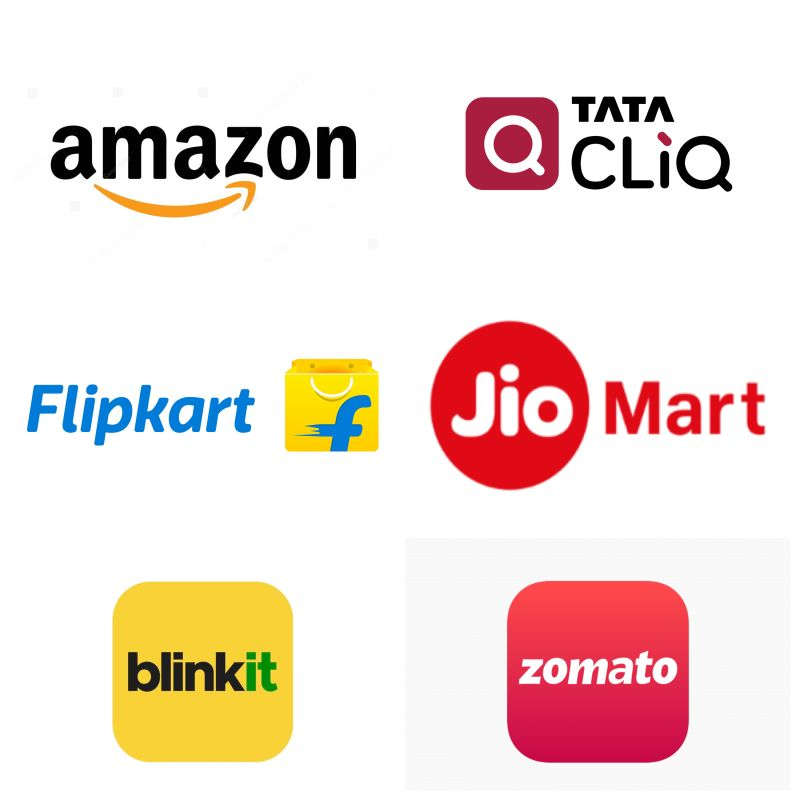 amazon
TATA
CLiQ
Flipkart
f
Jio Mart
blinkit
zomato